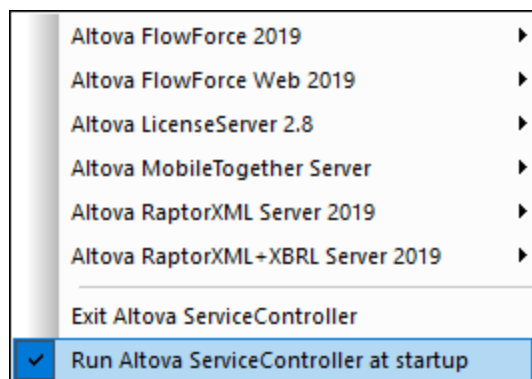 Altova FlowForce 2019
Altova FlowForce Web 2019
Altova LicenseServer 2.8
Altova MobileTogether Server
Altova RaptorXML Server 2019
Altova RaptorXML+XBRL Server 2019
Exit Altova ServiceController
Run Altova ServiceController at startup